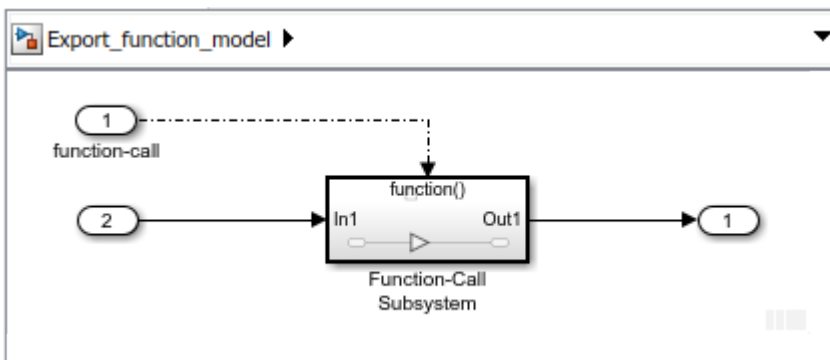 Export_function_model
1
function-call
function()
2
In1
Out1
1
Function-Call
Subsystem